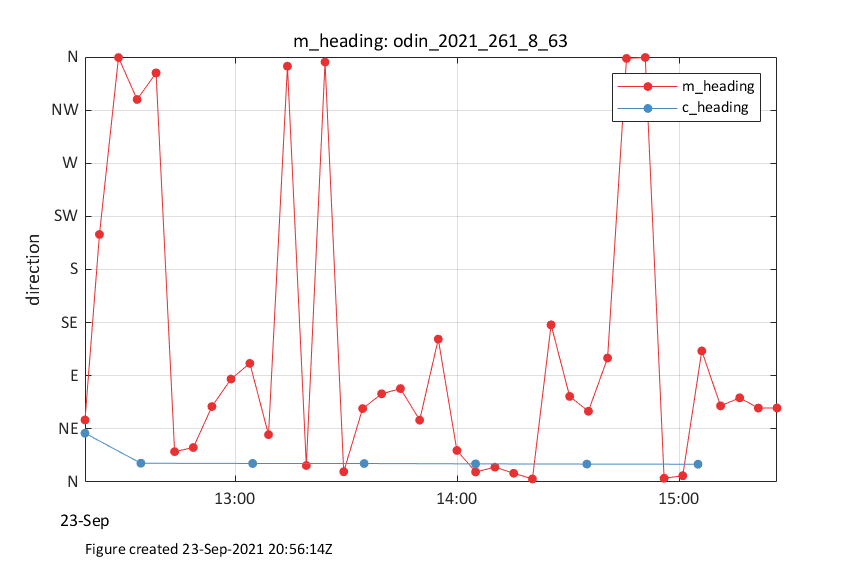 m_heading: odin_2021_261_8_63
N
NW
W
SW
S
SE
E
NE
N
direction
m_heading
c_heading
13:00
14:00
15:00
23-Sep
Figure created 23-Sep-2021 20:56:14Z